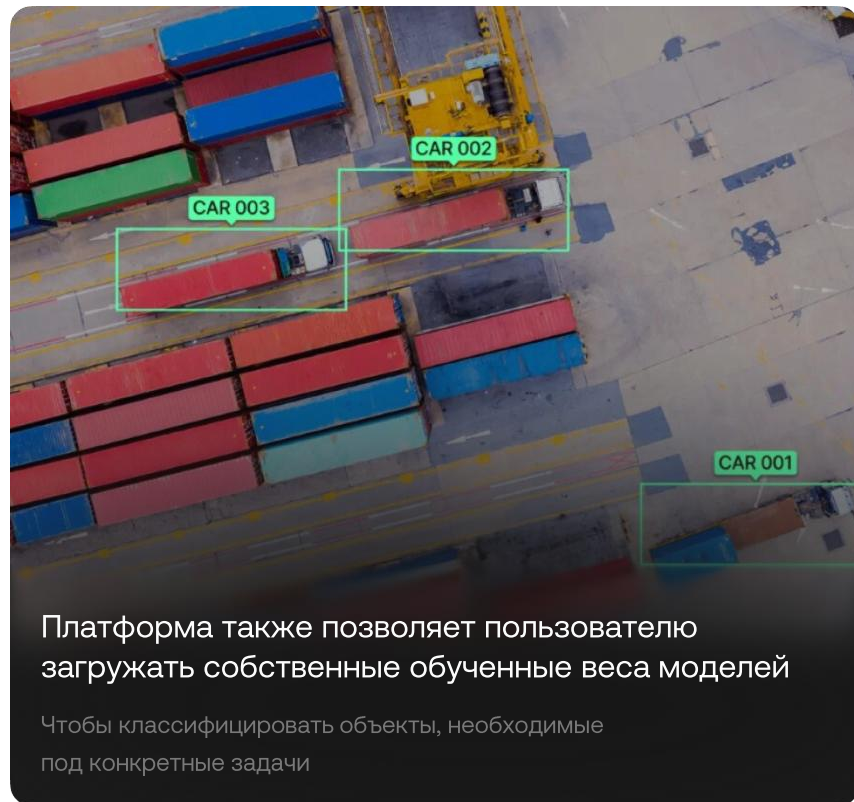 CAR 002
CAR 003
CAR 001
Платформа также позволяет пользователю
загружать собственные обученные веса моделей
Чтобы классифицировать объекты, необходимые
под конкретные задачи